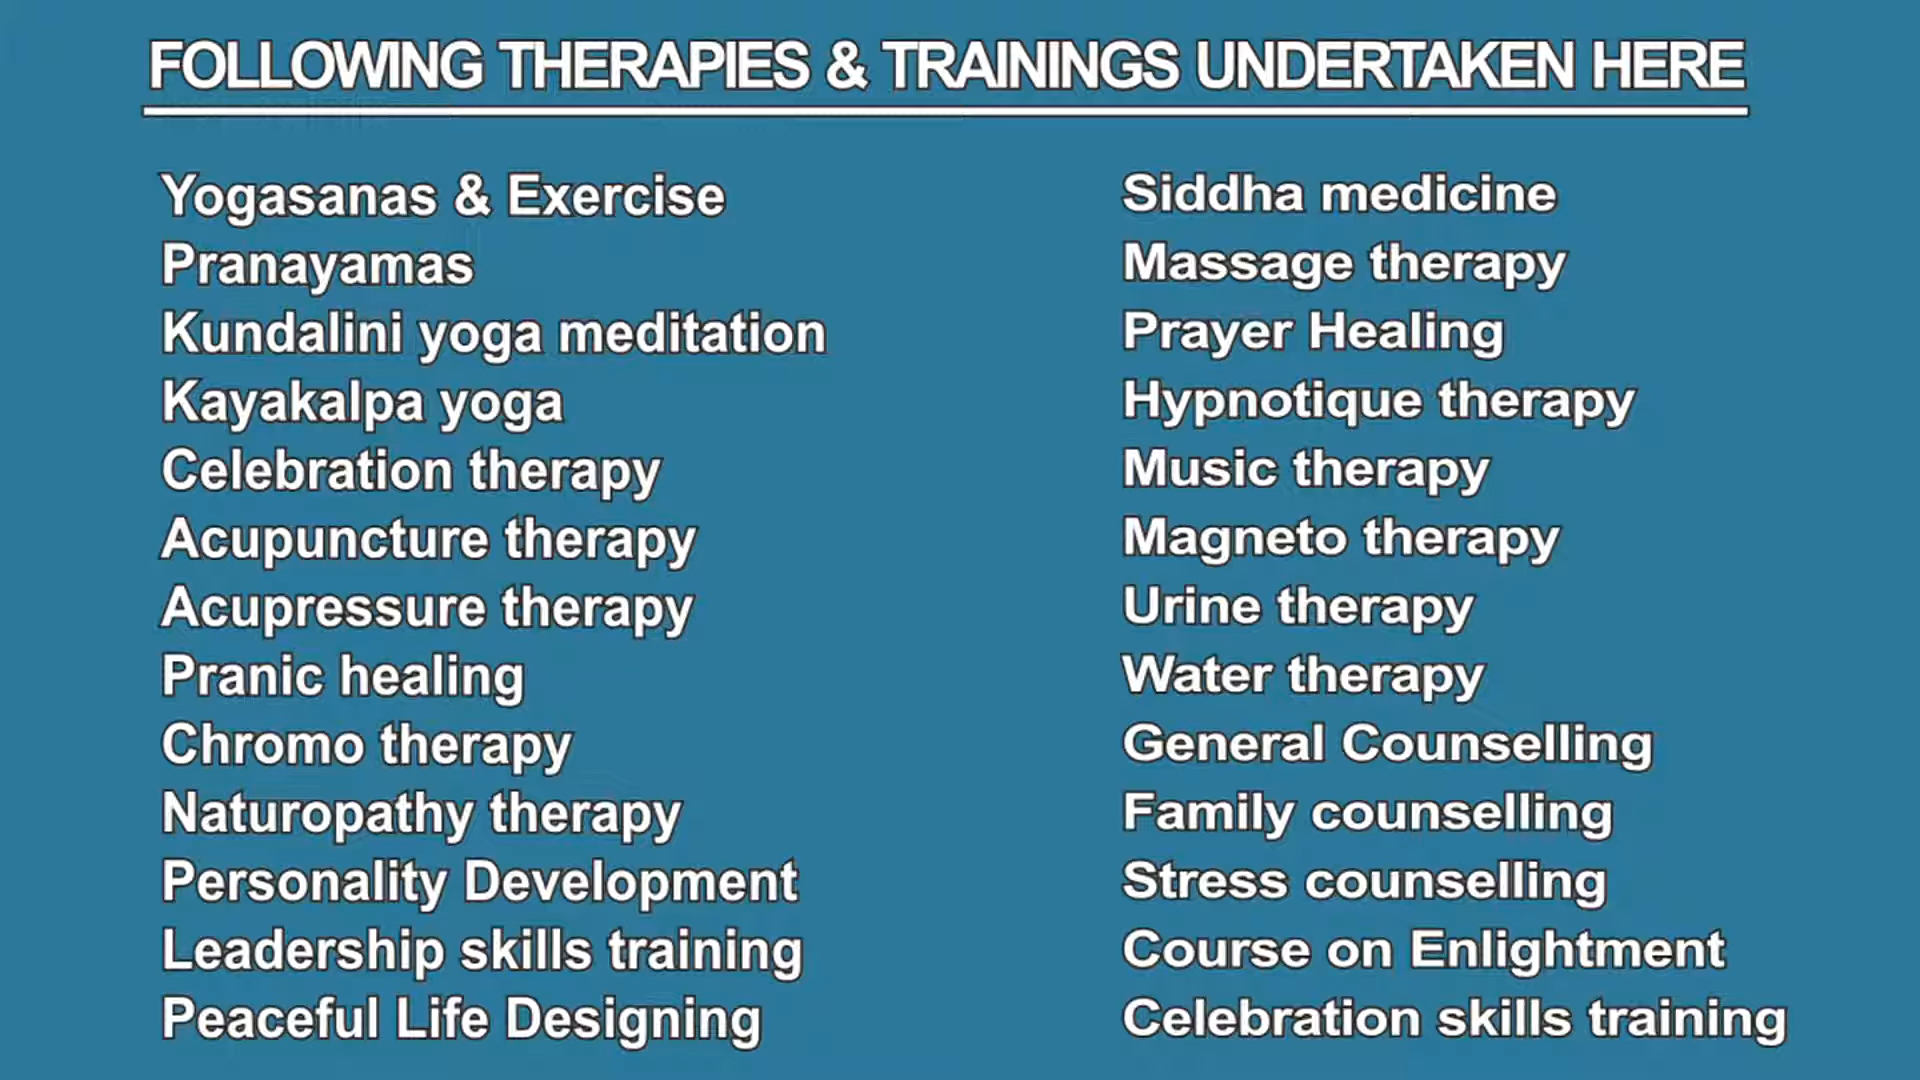 FOLLOWING THERAPIES & TRAININGS UNDERTAKEN HERE
Yogasanas & Exercise
Pranayamas
Kundalini yoga meditation
Kayakalpa yoga
Celebration therapy
Acupuncture therapy
Acupressure therapy
Pranic healing
Chromo therapy
Naturopathy therapy
Personality Development
Leadership skills training
Peaceful Life Designing
Siddha medicine
Massage therapy
Prayer Healing
Hypnotique therapy
Music therapy
Magneto therapy
Urine therapy
Water therapy
General Counselling
Family counselling
Stress counselling
Course on Enlightment
Celebration skills training